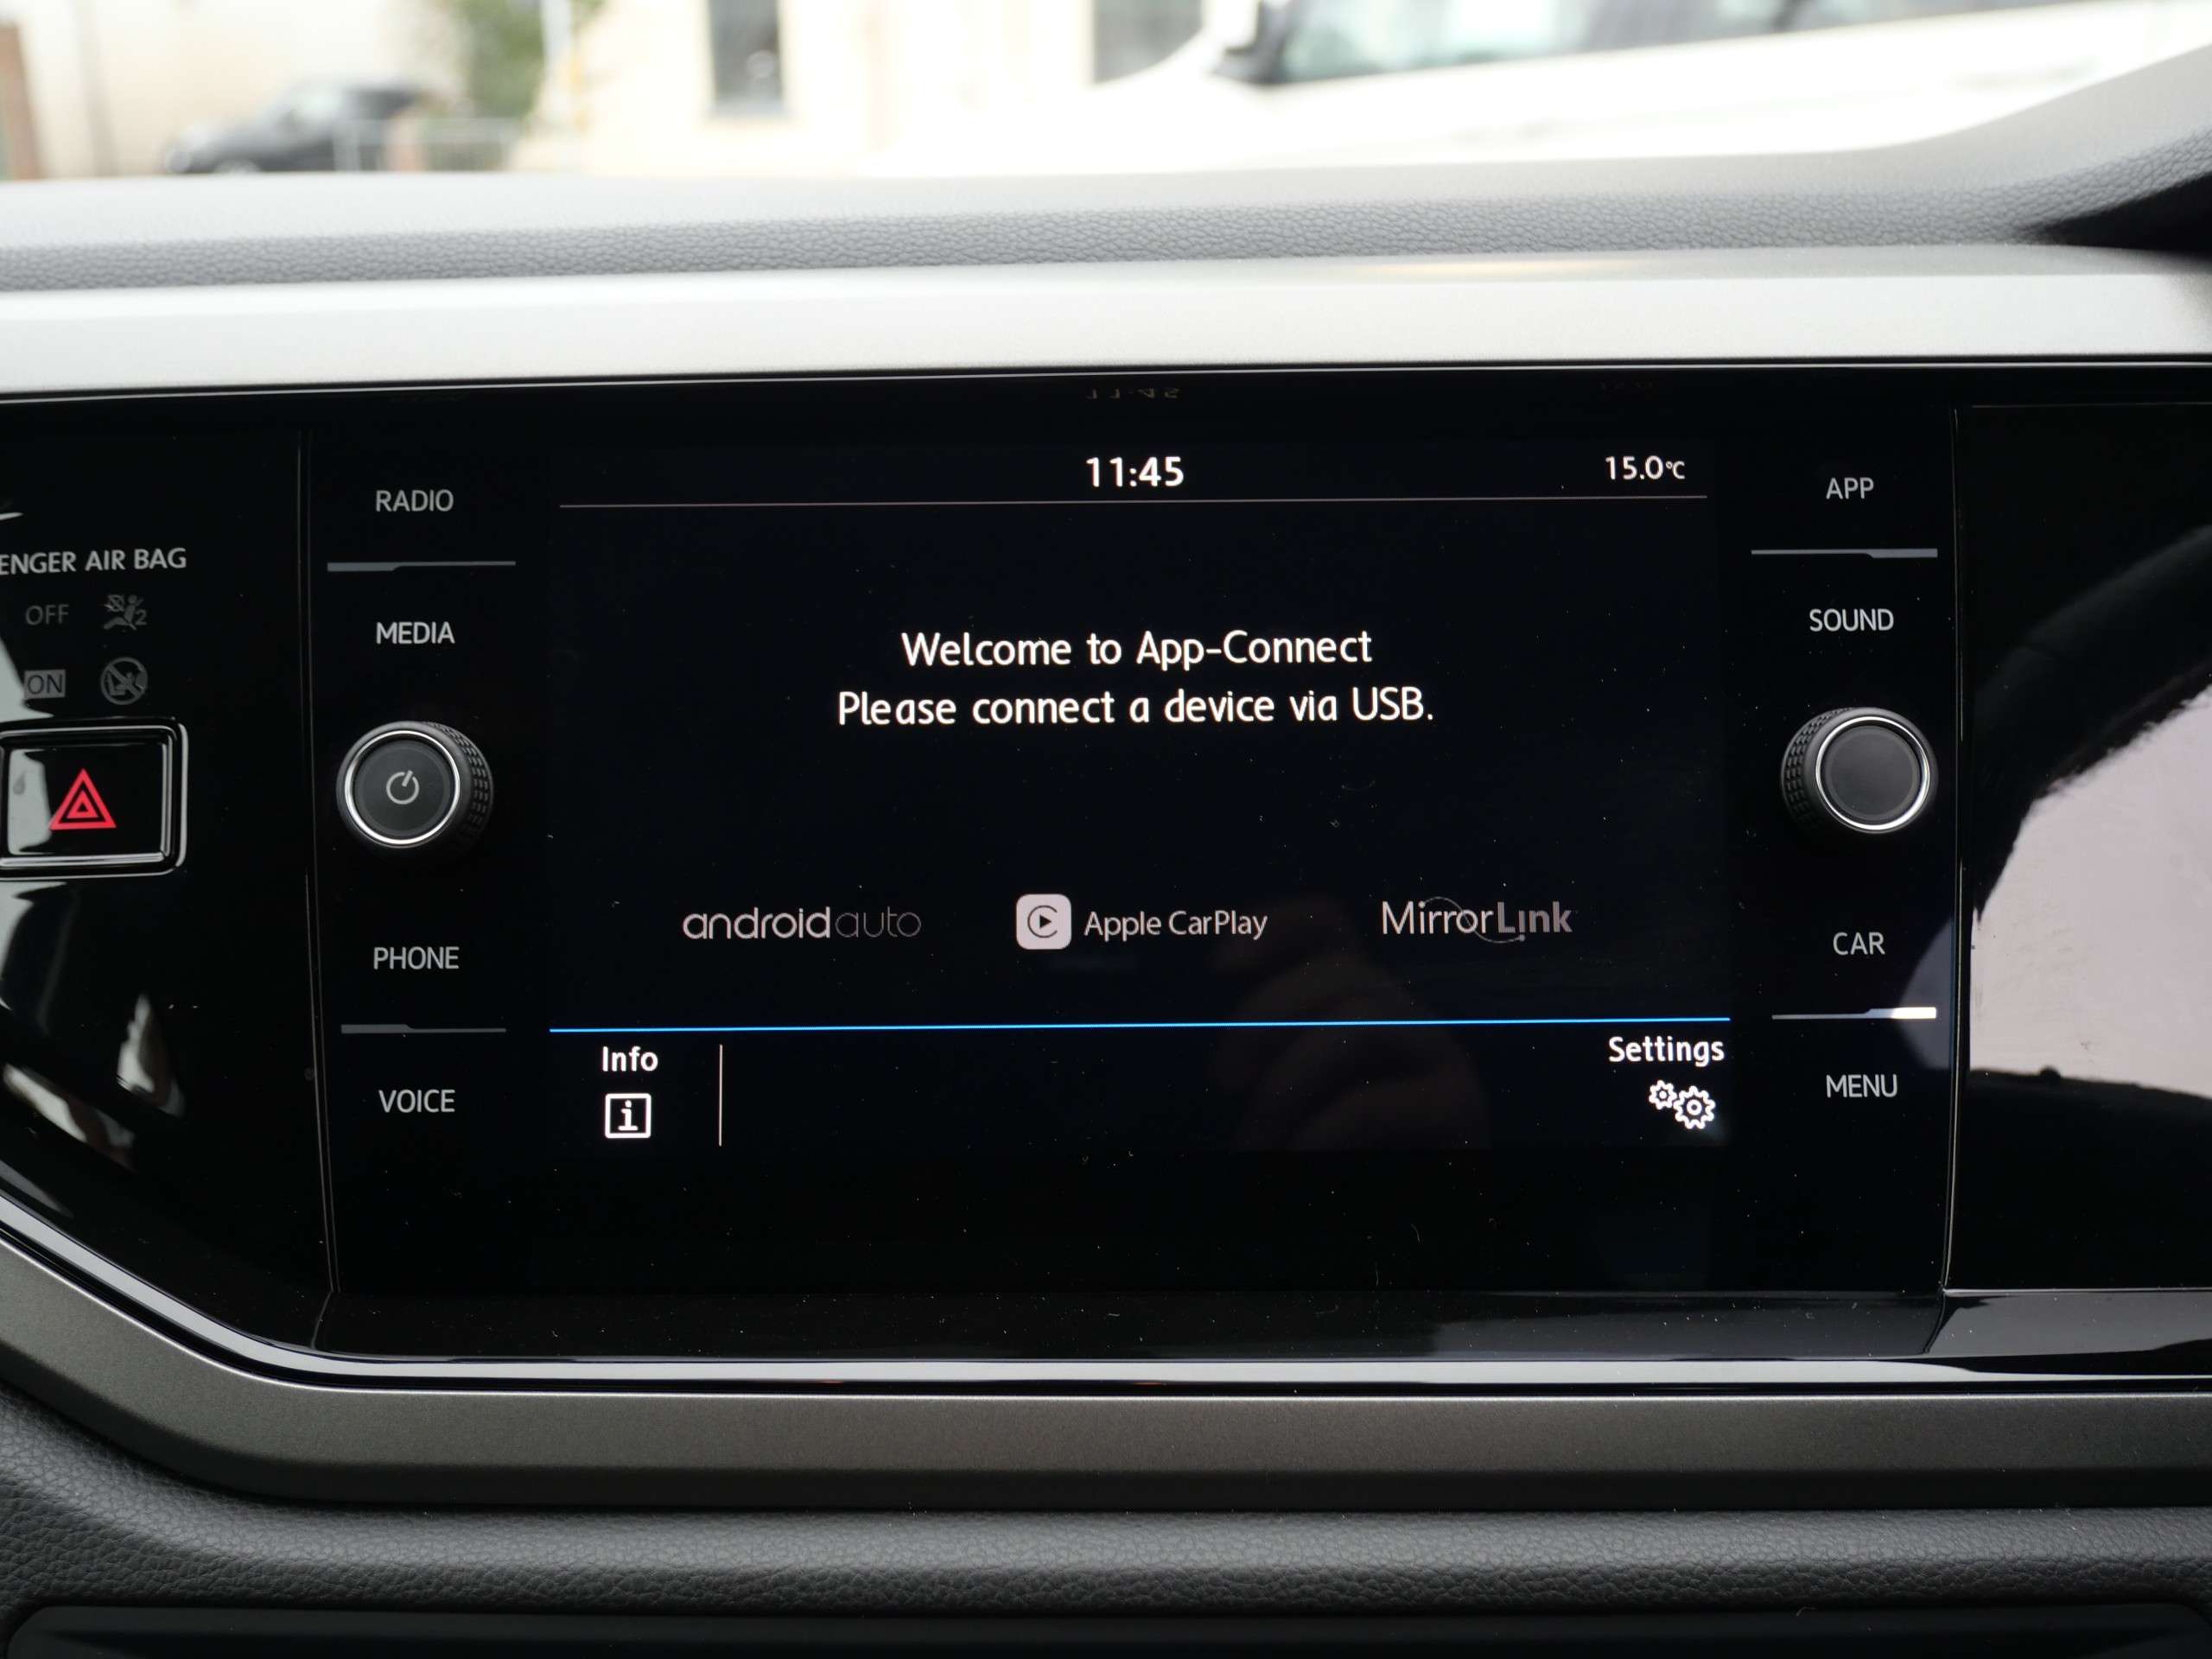 11:45
15.0°C
RADIO
APP
ENGER AIR BAG
OFF
2
ON
MEDIA
SOUND
Welcome to App-Connect
Please connect a device via USB.
androidauto
Apple CarPlay
MirrorLink
PHONE
CAR
Info
Settings
VOICE
MENU